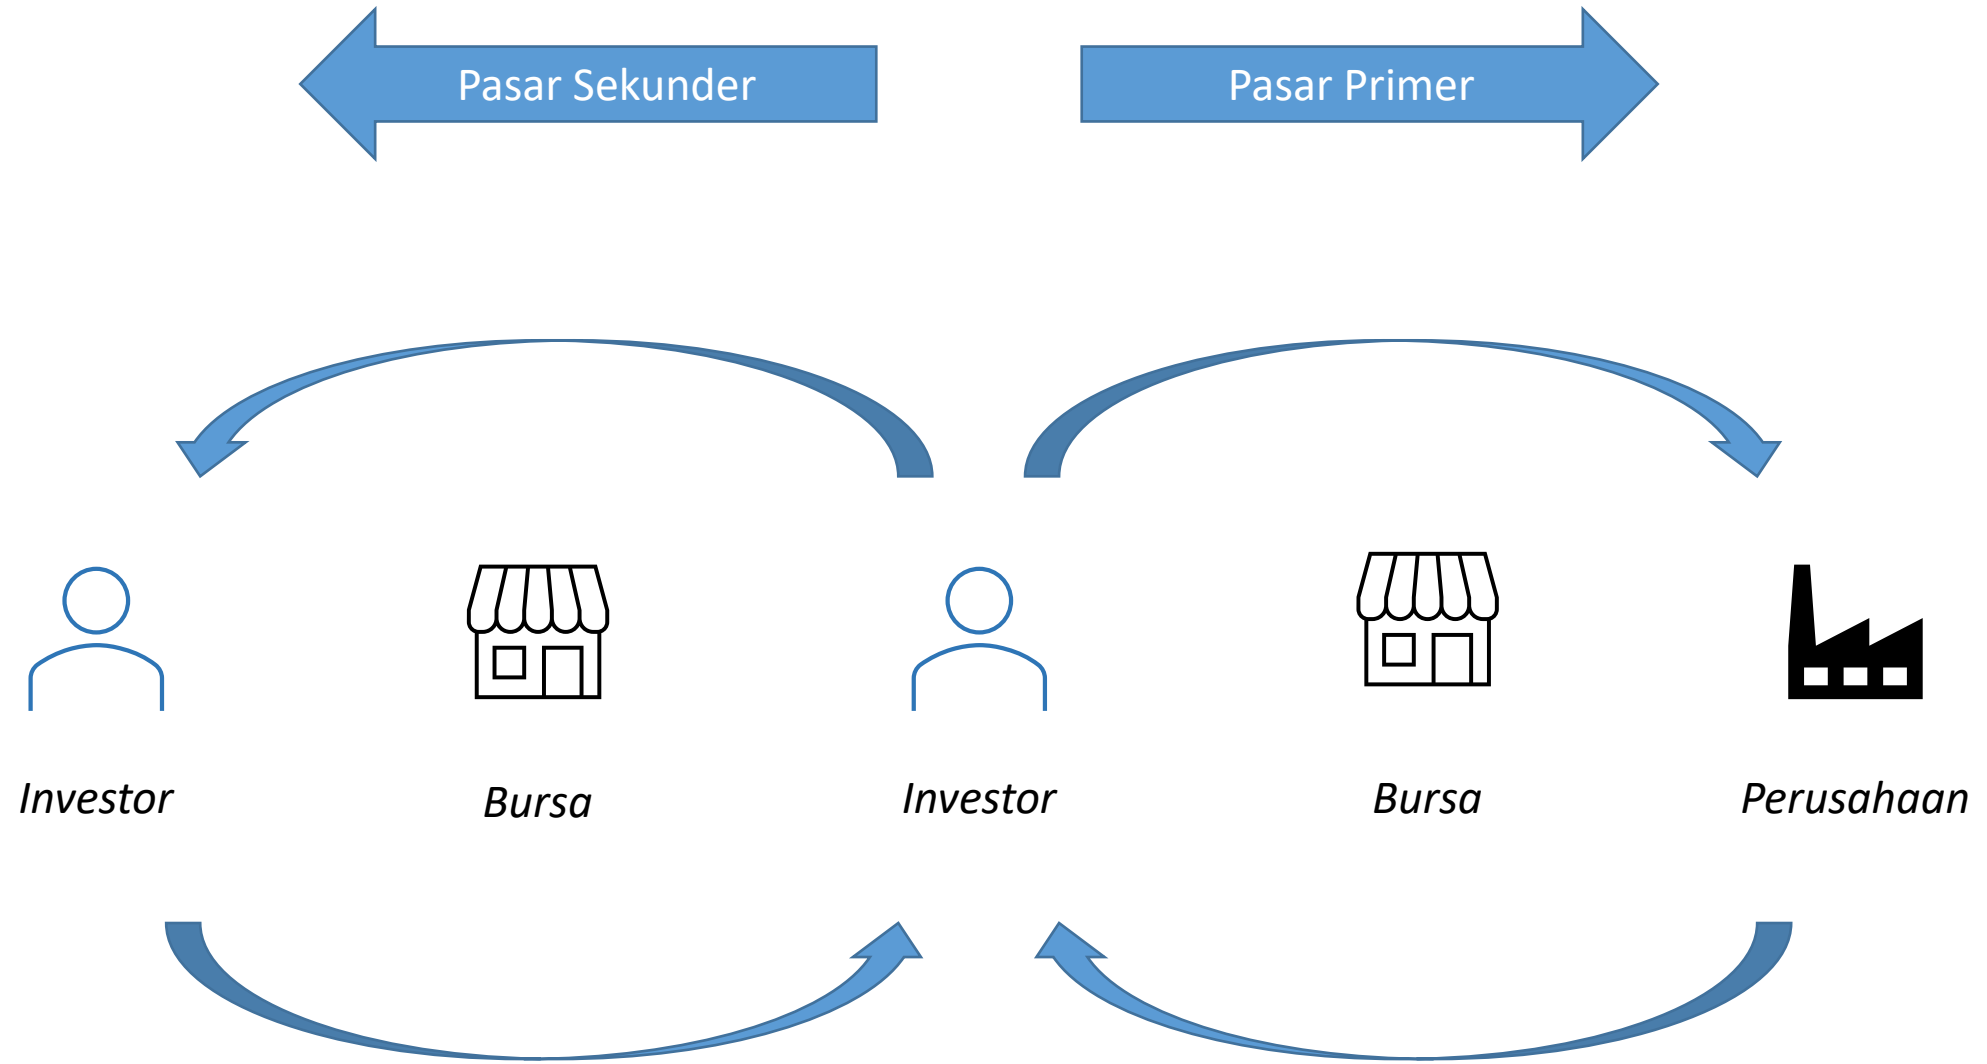 Pasar Sekunder
Pasar Primer
Investor
Bursa
Investor
Bursa
Perusahaan